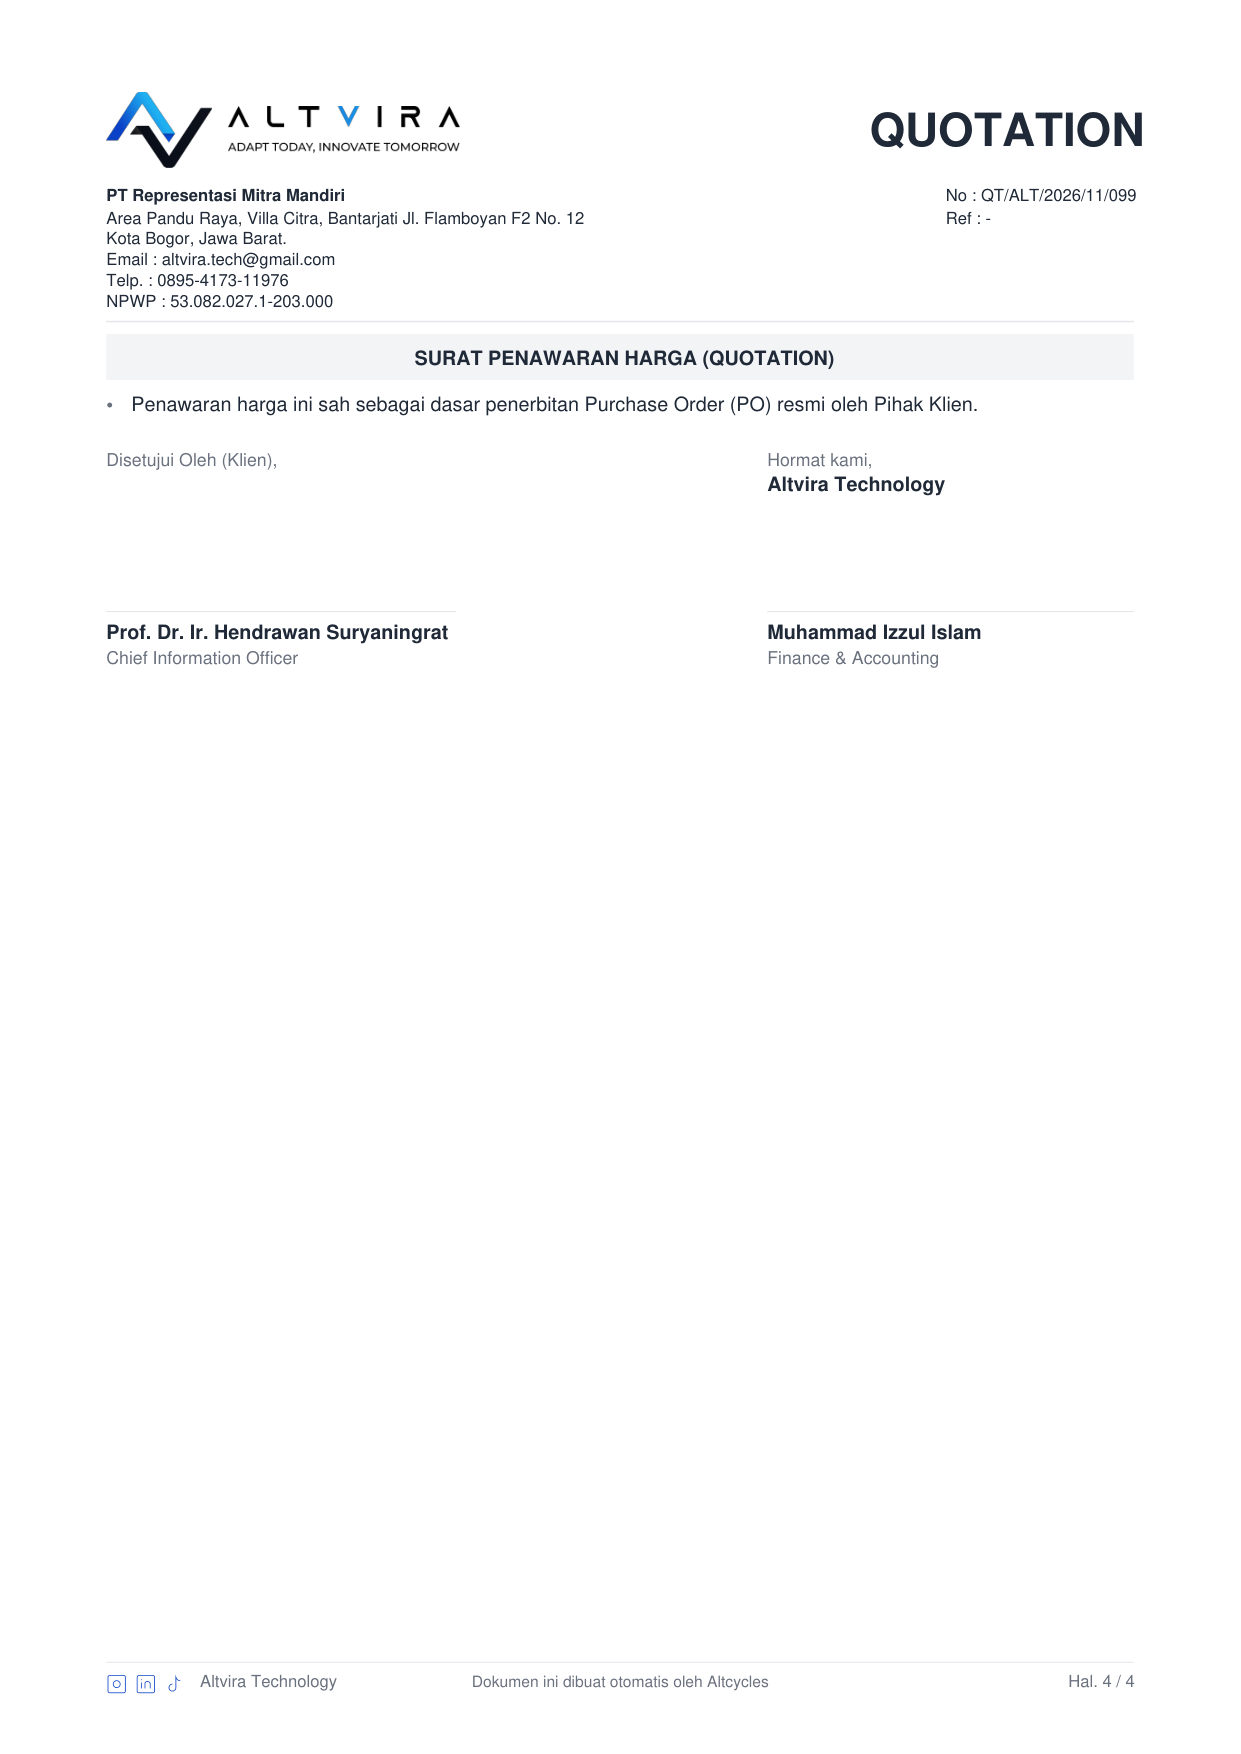 ALTVIRA
ADAPT TODAY, INNOVATE TOMORROW
QUOTATION
PT Representasi Mitra Mandiri
Area Pandu Raya, Villa Citra, Bantarjati Jl. Flamboyan F2 No. 12
Kota Bogor, Jawa Barat.
Email : altvira.tech@gmail.com
Telp. : 0895-4173-11976
NPWP : 53.082.027.1-203.000
No : QT/ALT/2026/11/099
Ref : -
SURAT PENAWARAN HARGA (QUOTATION)
• Penawaran harga ini sah sebagai dasar penerbitan Purchase Order (PO) resmi oleh Pihak Klien.
Disetujui Oleh (Klien),
Hormat kami,
Altvira Technology
Prof. Dr. Ir. Hendrawan Suryaningrat
Chief Information Officer
Muhammad Izzul Islam
Finance & Accounting
in
Altvira Technology
Dokumen ini dibuat otomatis oleh Altcycles
Hal. 4 / 4